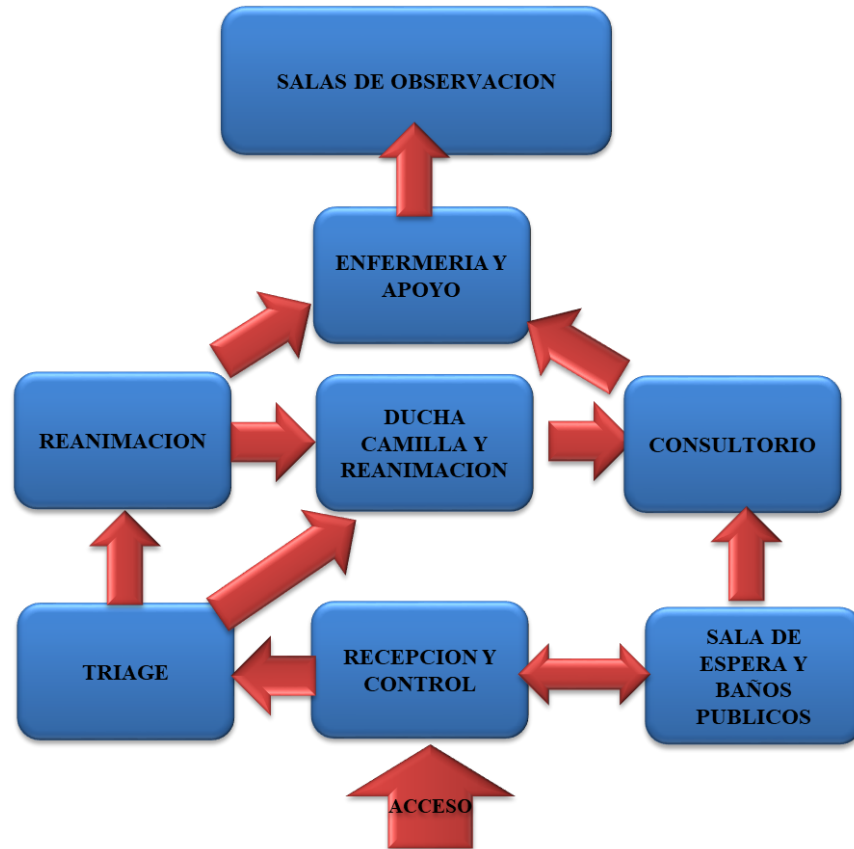 SALAS DE OBSERVACION
ENFERMERIA Y
APOYO
REANIMACION
DUCHA
CAMILLA Y
REANIMACION
CONSULTORIO
TRIAGE
RECEPCION Y
CONTROL
SALA DE
ESPERA Y
BAÑOS
PUBLICOS
ACCESO